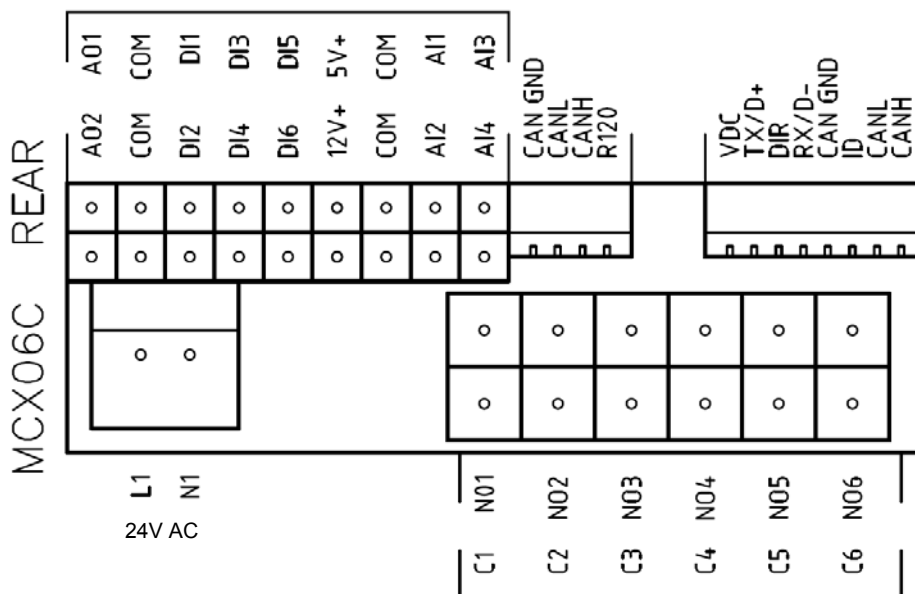 AO1 COM DI1 DI3 DI5 5V+ COM AI1 AI3
AO2 COM DI2 DI4 DI6 12V+ COM AI2 AI4
CAN GND
CANL
CANH
R120
VDC
TX/D+
DIR
RX/D-
CAN GND
ID
CANL
CANH
MCX06C REAR
L1 N1
24V AC
NO1 NO2 NO3 NO4 NO5 NO6
C1 C2 C3 C4 C5 C6